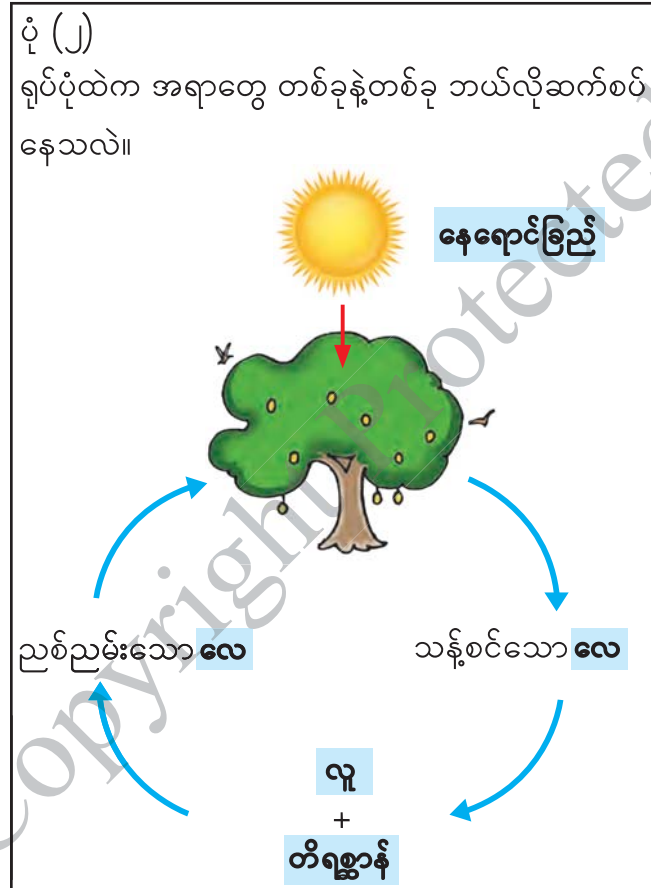 ပုံ (၂)
ရုပ်ပုံထဲက အရာတွေ တစ်ခုနဲ့တစ်ခု ဘယ်လိုဆက်စပ်
နေသလဲ။
နေရောင်ခြည်
ညစ်ညမ်းသော လေ
သန့်စင်သော လေ
လူ
+
တိရစ္ဆာန်
Copyright Protected